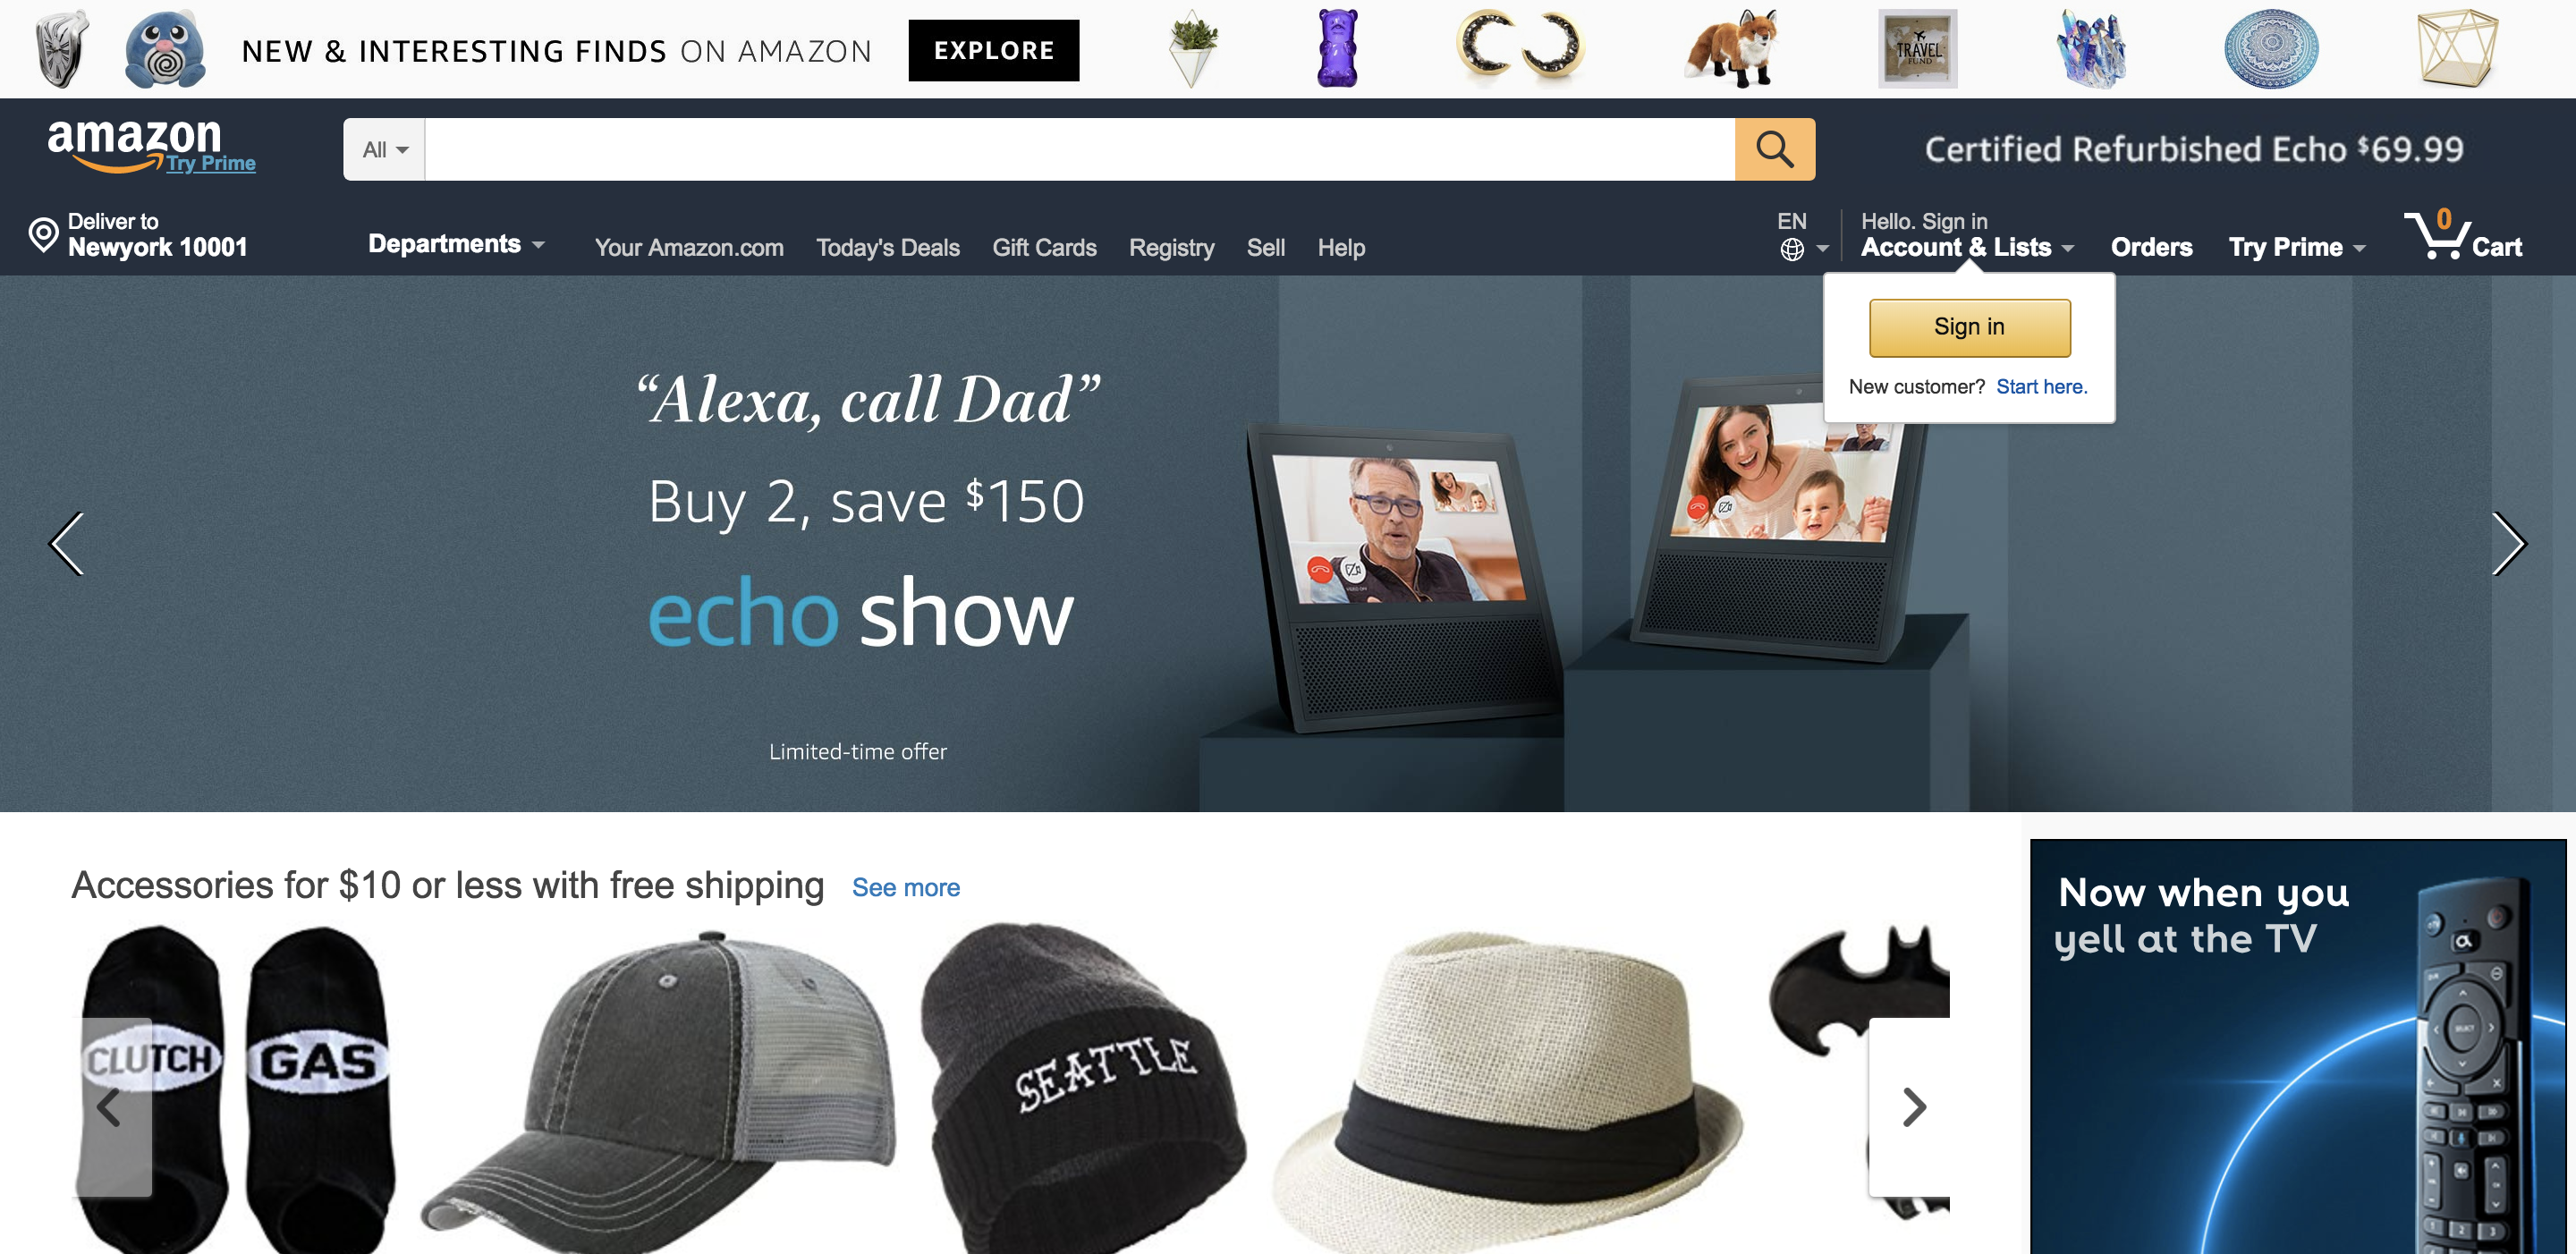 NEW & INTERESTING FINDS ON AMAZON
EXPLORE
TRAVEL
FUND
amazon
Try Prime
All
Certified Refurbished Echo $69.99
Deliver to
Newyork 10001
Departments
Your Amazon.com
Today's Deals
Gift Cards
Registry
Sell
Help
EN
Hello. Sign in
Account & Lists
Orders
Try Prime
0
Cart
Sign in
New customer? Start here.
“Alexa, call Dad”
Buy 2, save $150
echo show
Limited-time offer
Accessories for $10 or less with free shipping
See more
CLUTCH
GAS
SEATTLE
Now when you
yell at the TV
SELECT